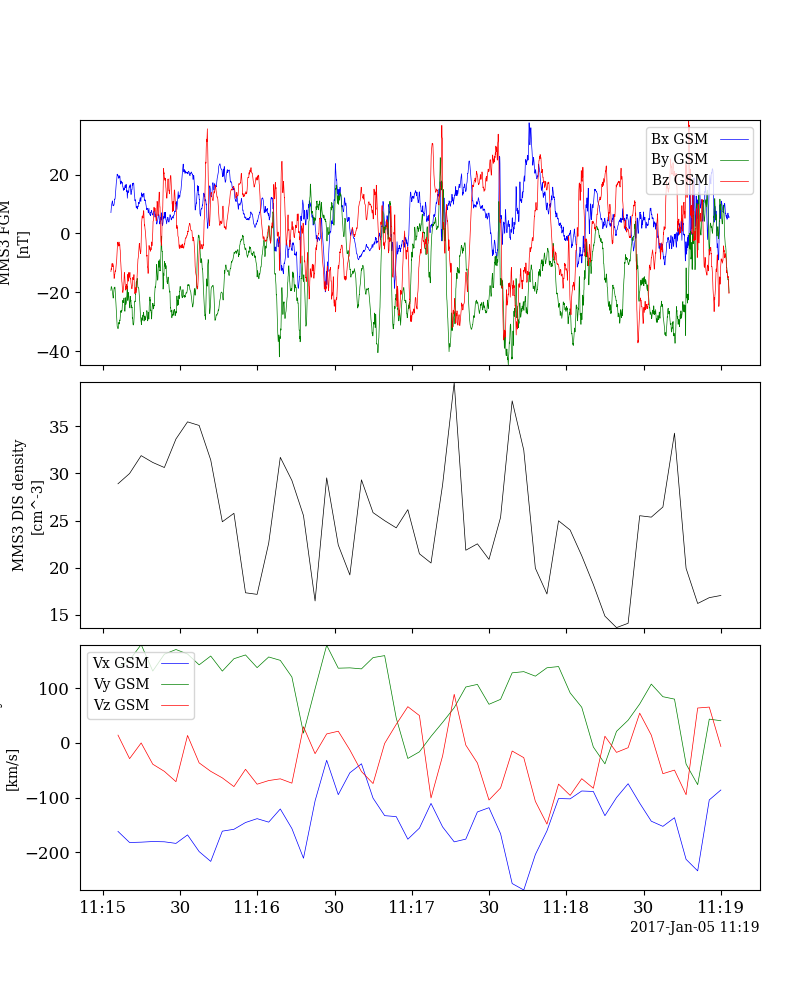 MMS3 FGM
[nT]
20
0
−20
−40
Bx GSM
By GSM
Bz GSM
MMS3 DIS density
[cm^-3]
35
30
25
20
15
[km/s]
100
0
−100
−200
Vx GSM
Vy GSM
Vz GSM
11:15 30 11:16 30 11:17 30 11:18 30 11:19
2017-Jan-05 11:19